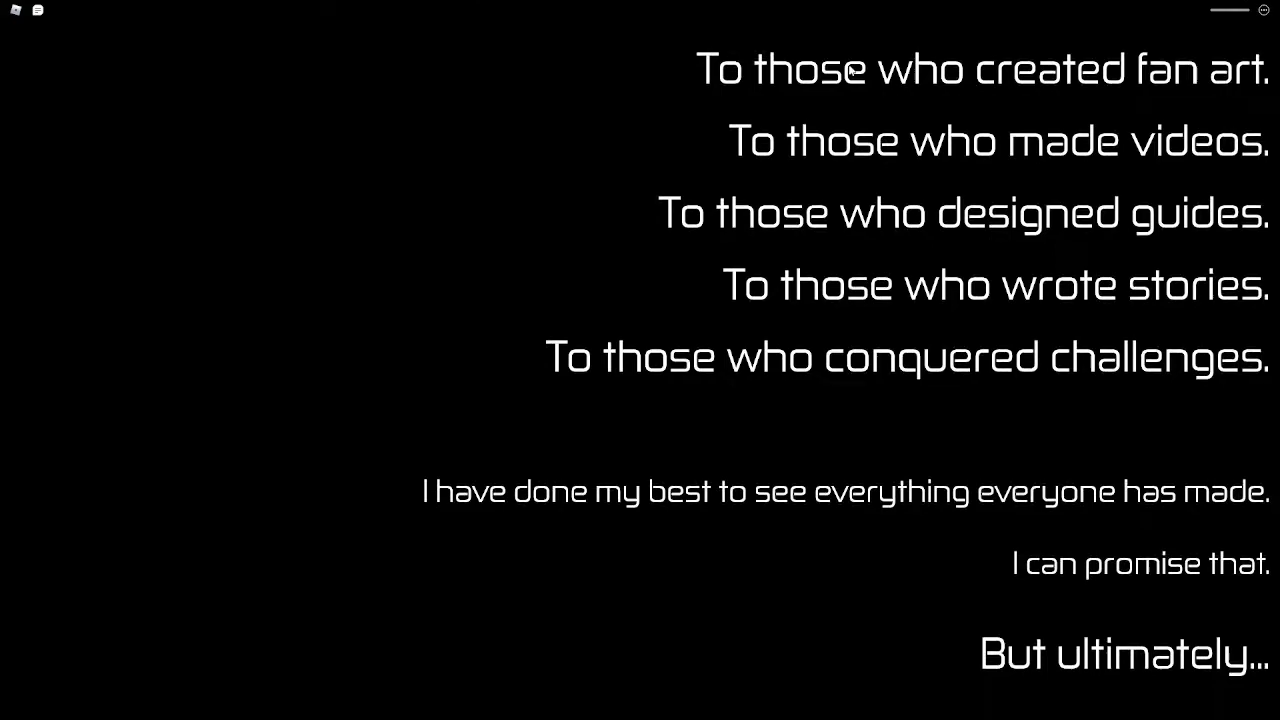 To those who created fan art.
To those who made videos.
To those who designed guides.
To those who wrote stories.
To those who conquered challenges.
I have done my best to see everything everyone has made.
I can promise that.
But ultimately...